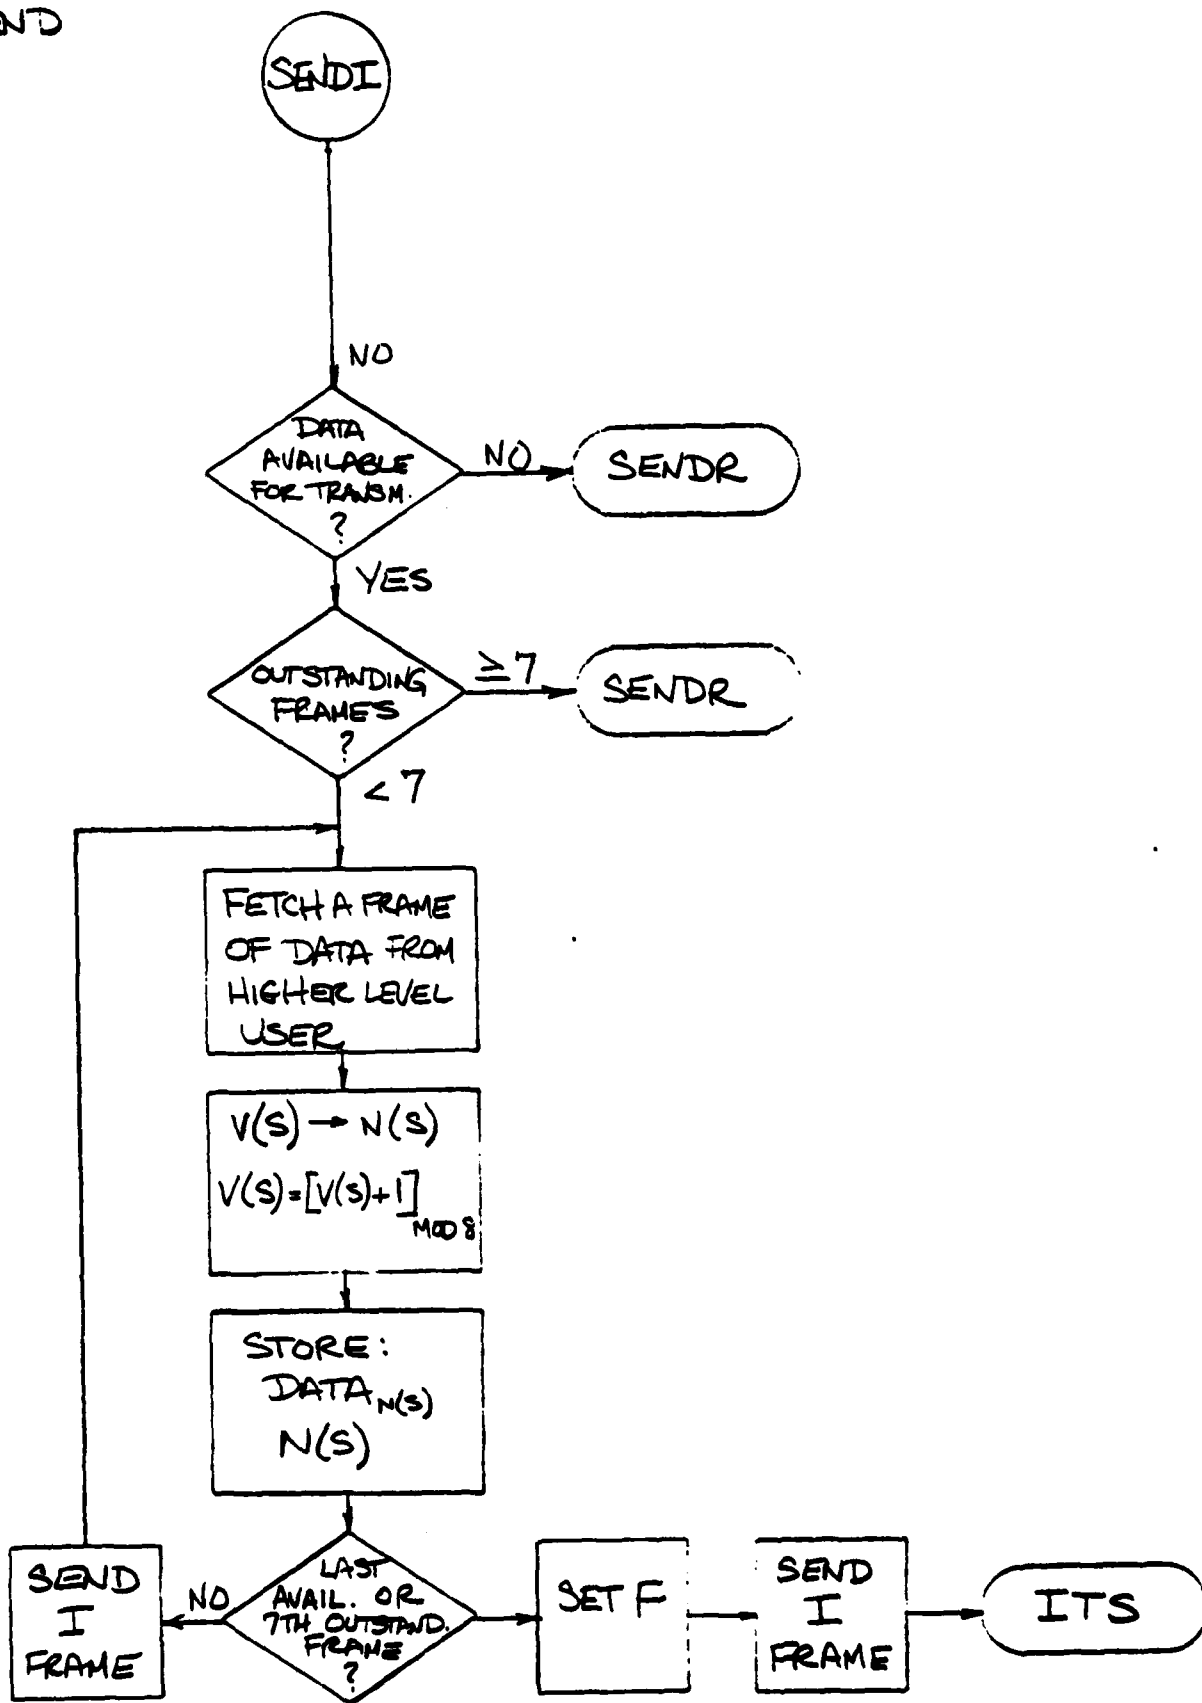 SENDI
NO
DATA
AVAILABLE
FOR TRANSM.
?
NO
SENDR
YES
OUTSTANDING
FRAMES
?
≥7
SENDR
<7
FETCH A FRAME
OF DATA FROM
HIGHER LEVEL
USER
V(S) → N(S)
V(S)=[V(S)+1]
MOD 8
STORE:
DATA N(S)
N(S)
LAST
AVAIL. OR
7TH OUTSTAND.
FRAME
?
NO
SEND
I
FRAME
SET F
SEND
I
FRAME
ITS